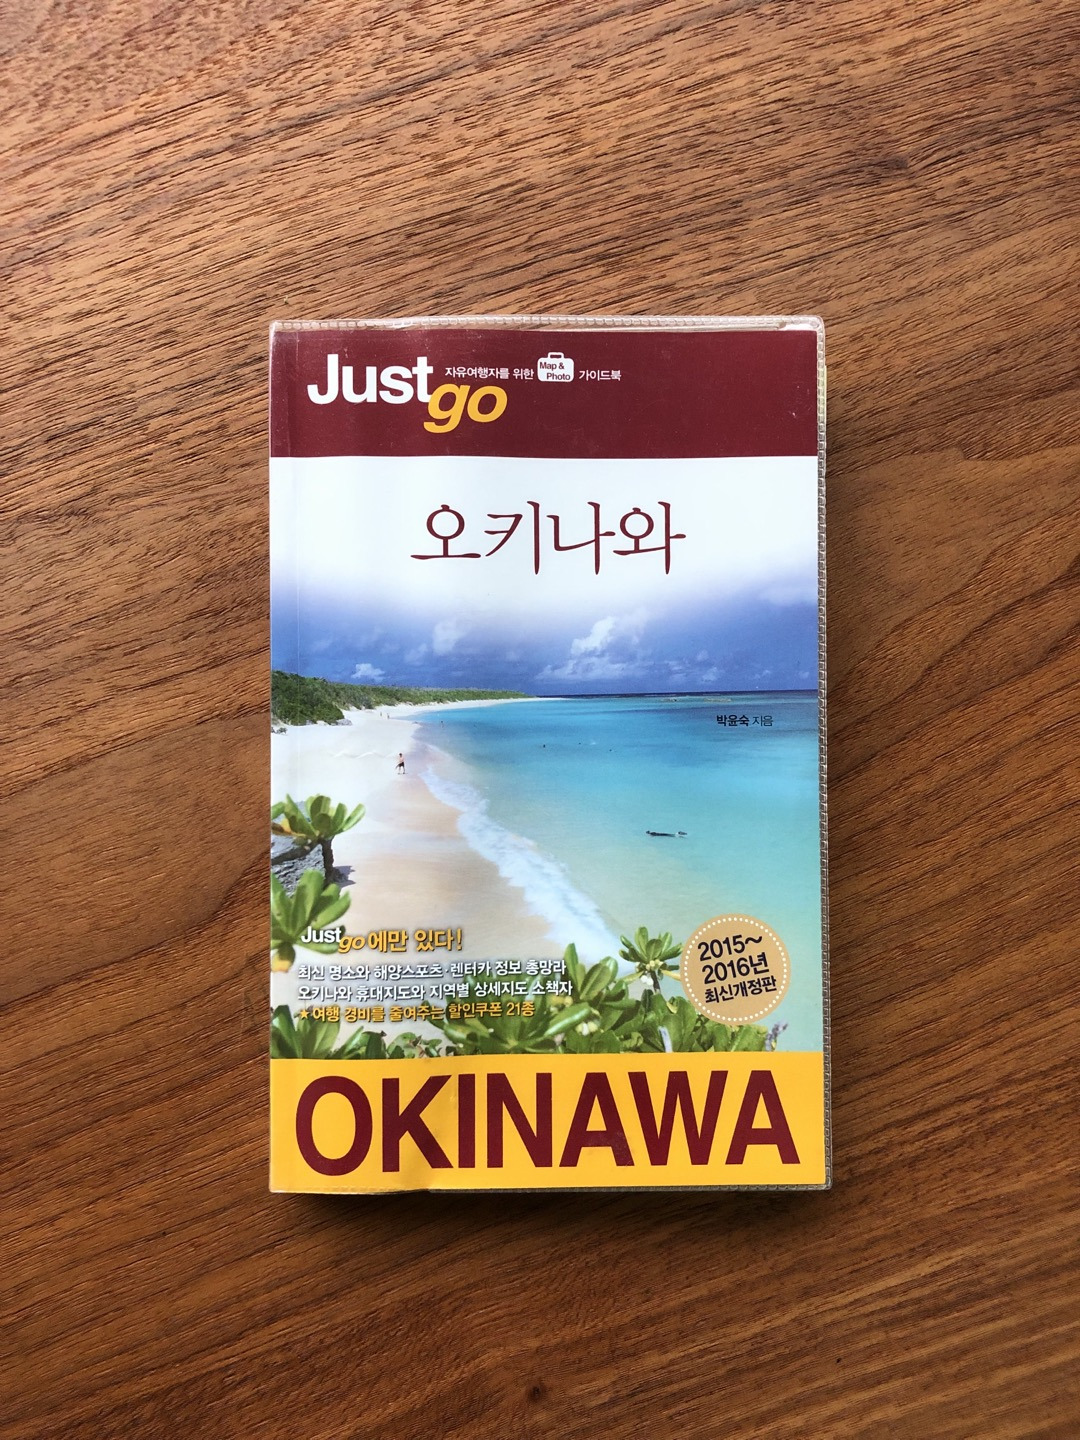 Just go
자유여행자를 위한 Map & Photo 가이드북
오키나와
박윤숙 지음
Just go 에만 있다!
최신 명소와 해양스포츠·렌터카 정보 총망라
오키나와 휴대지도와 지역별 상세지도 소책자
★여행 경비를 줄여주는 할인쿠폰 21종
2015~
2016년
최신개정판
OKINAWA